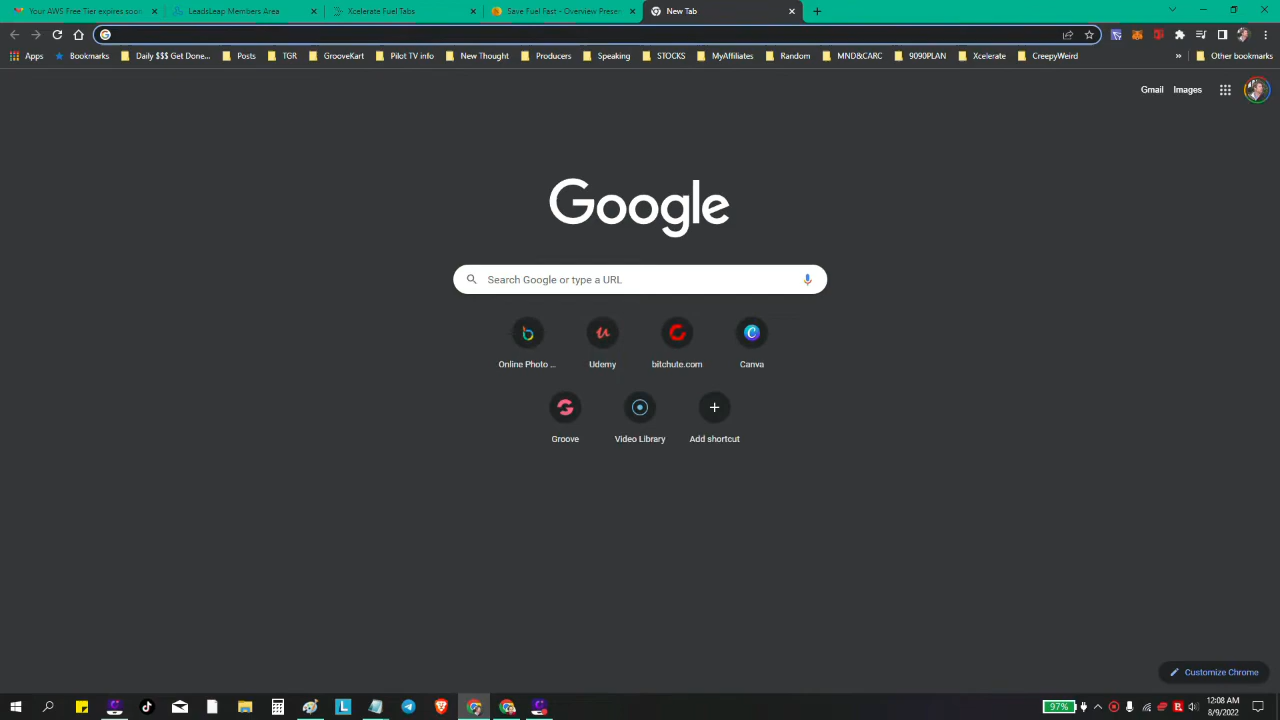 Your AWS Free Tier expires soon
LeadsLeap Members Area
Xcelerate Fuel Tabs
Save Fuel Fast - Overview Presen
New Tab
Apps
Bookmarks
Daily $$$ Get Done...
Posts
TGR
GrooveKart
Pilot TV info
New Thought
Producers
Speaking
STOCKS
MyAffiliates
Random
MND&CARC
9090PLAN
Xcelerate
CreepyWeird
»
Other bookmarks
Gmail
Images
Google
Search Google or type a URL
Online Photo ...
Udemy
bitchute.com
Canva
Groove
Video Library
Add shortcut
Customize Chrome
97%
12:08 AM
8/9/2022